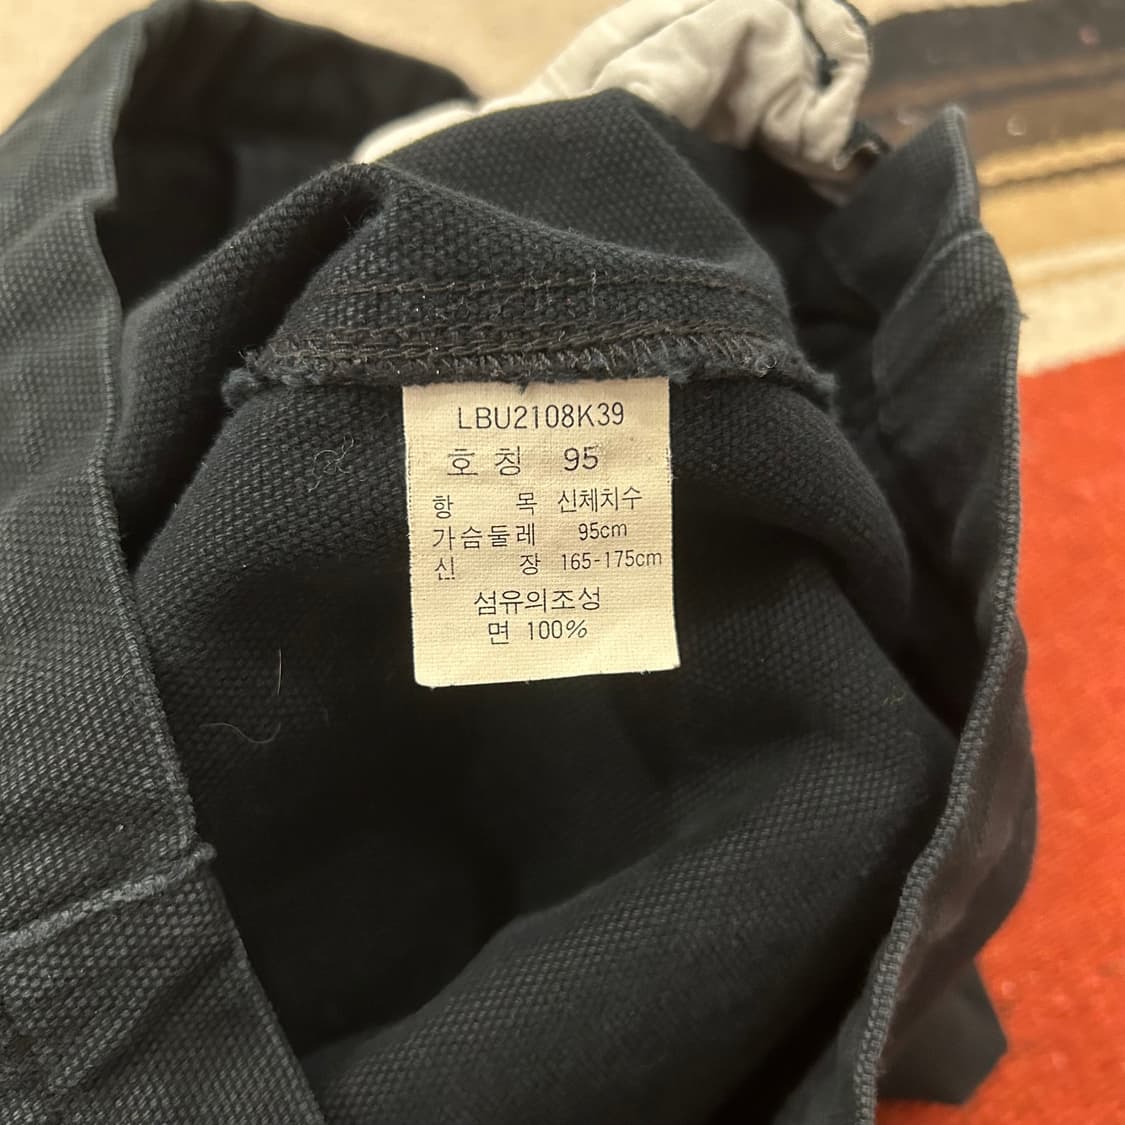 LBU2108K39
호 칭 95
항 목 신체치수
가슴둘레 95cm
신 장 165-175cm
섬유의조성
면 100%